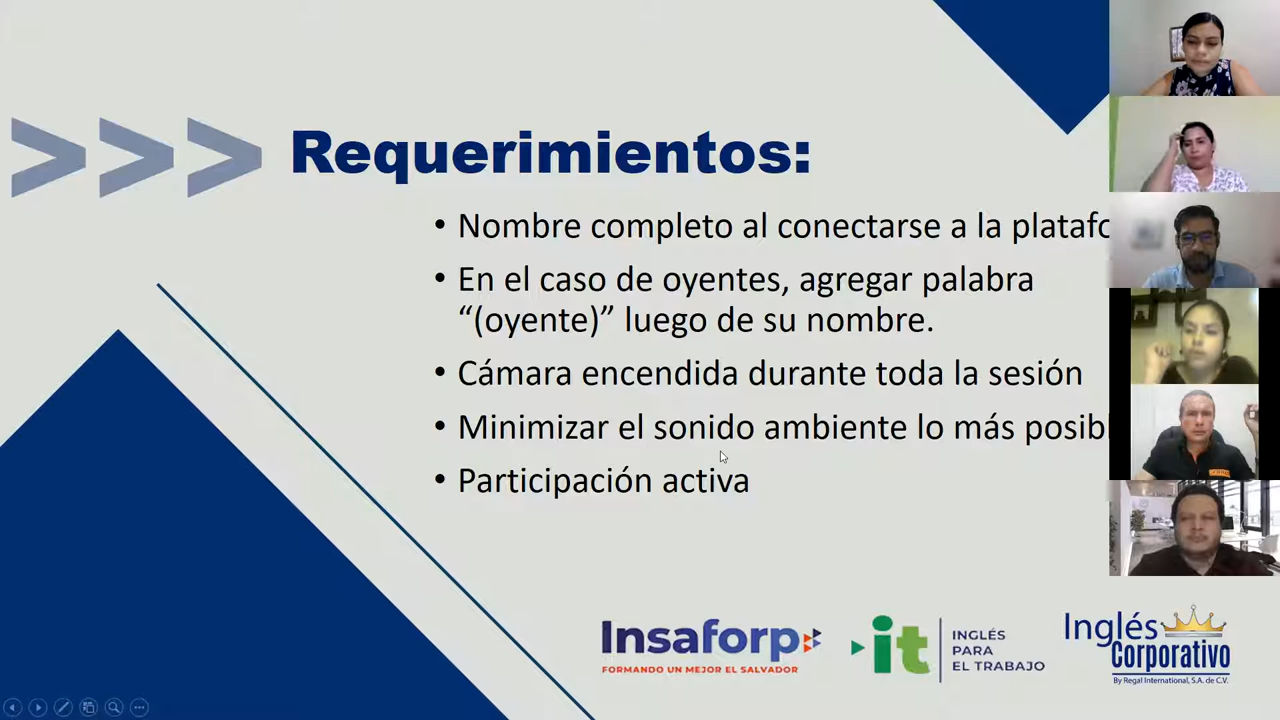 >>> Requerimientos:
• Nombre completo al conectarse a la platafo
• En el caso de oyentes, agregar palabra
“(oyente)” luego de su nombre.
• Cámara encendida durante toda la sesión
• Minimizar el sonido ambiente lo más posibl
• Participación activa
Insaforp
FORMANDO UN MEJOR EL SALVADOR
it
INGLÉS
PARA
EL TRABAJO
Inglés
Corporativo
By Regal International, S.A. de C.V.